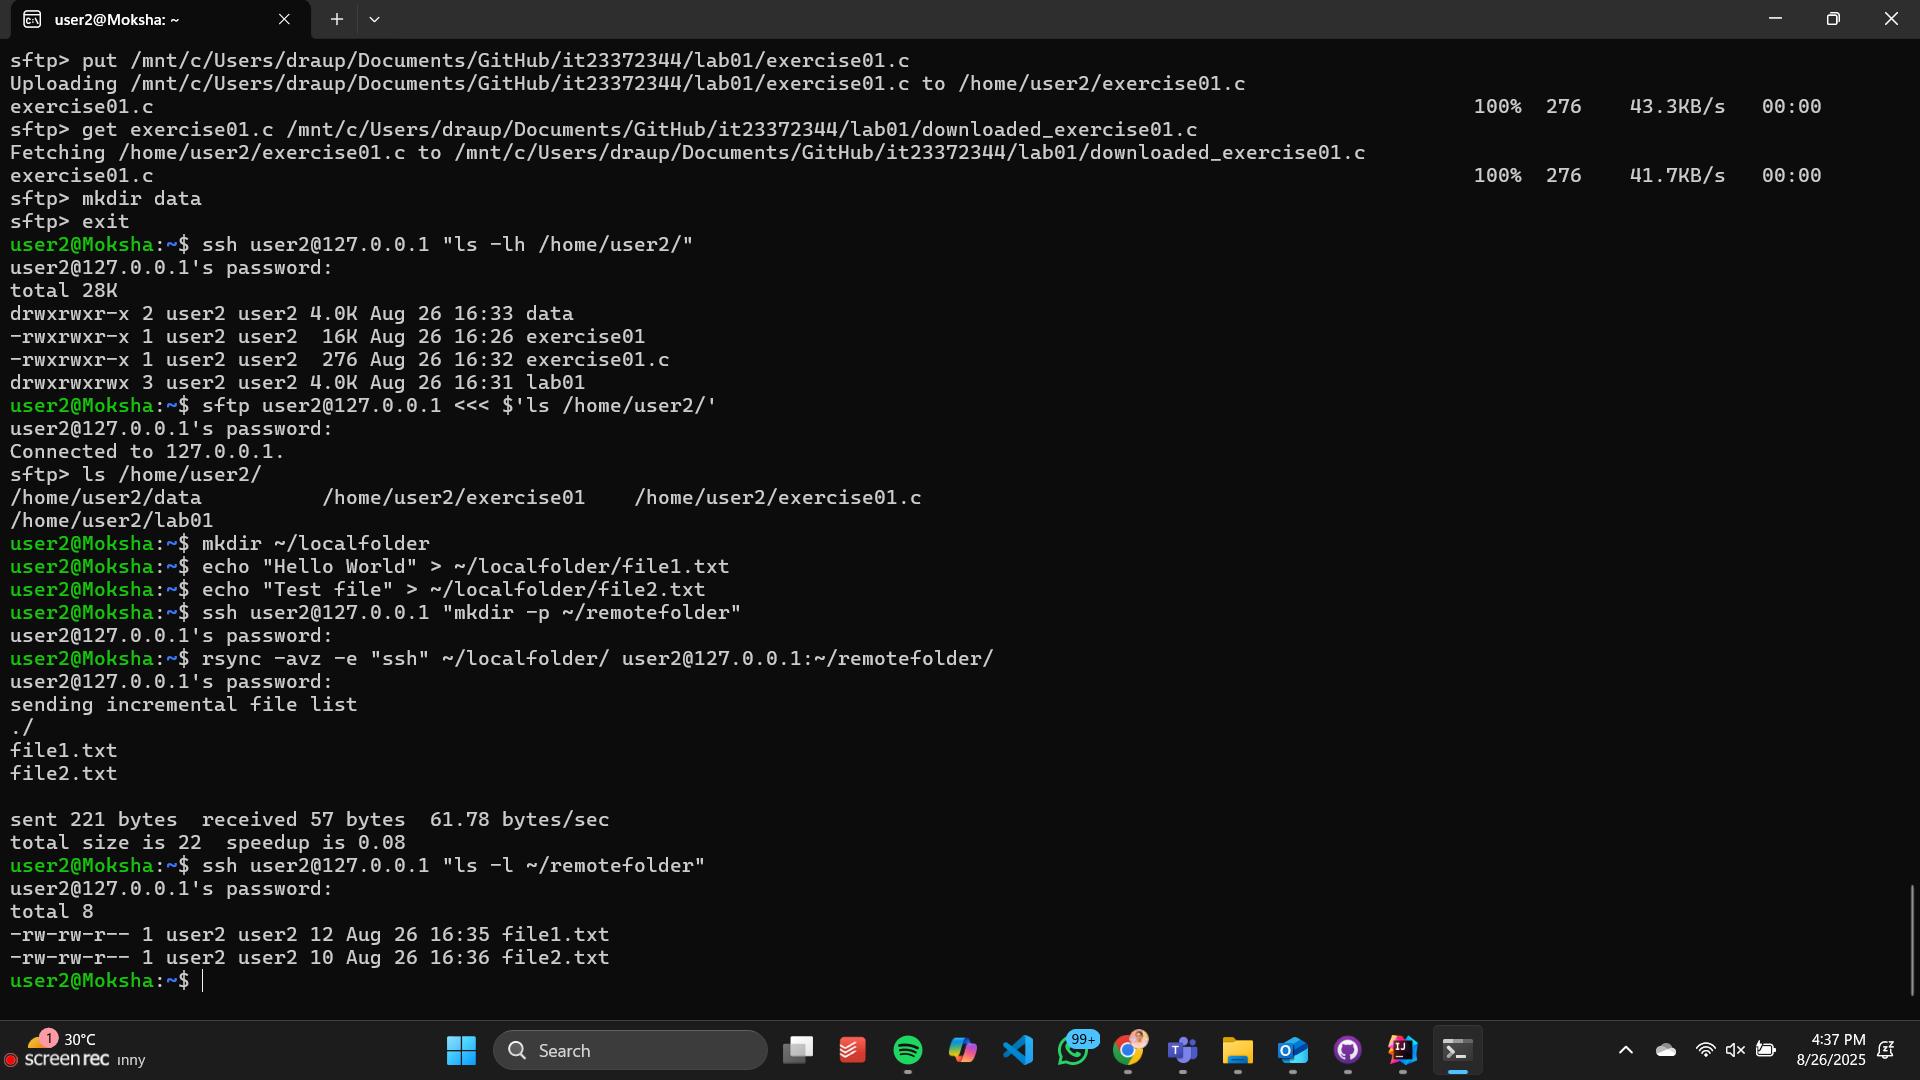 user2@Moksha: ~
sftp> put /mnt/c/Users/draup/Documents/GitHub/it23372344/lab01/exercise01.c
Uploading /mnt/c/Users/draup/Documents/GitHub/it23372344/lab01/exercise01.c to /home/user2/exercise01.c
exercise01.c 100% 276 43.3KB/s 00:00
sftp> get exercise01.c /mnt/c/Users/draup/Documents/GitHub/it23372344/lab01/downloaded_exercise01.c
Fetching /home/user2/exercise01.c to /mnt/c/Users/draup/Documents/GitHub/it23372344/lab01/downloaded_exercise01.c
exercise01.c 100% 276 41.7KB/s 00:00
sftp> mkdir data
sftp> exit
user2@Moksha:~$ ssh user2@127.0.0.1 "ls -lh /home/user2/"
user2@127.0.0.1's password:
total 28K
drwxrwxr-x 2 user2 user2 4.0K Aug 26 16:33 data
-rwxrwxr-x 1 user2 user2  16K Aug 26 16:26 exercise01
-rwxrwxr-x 1 user2 user2  276 Aug 26 16:32 exercise01.c
drwxrwxrwx 3 user2 user2 4.0K Aug 26 16:31 lab01
user2@Moksha:~$ sftp user2@127.0.0.1 <<< $'ls /home/user2/'
user2@127.0.0.1's password:
Connected to 127.0.0.1.
sftp> ls /home/user2/
/home/user2/data          /home/user2/exercise01    /home/user2/exercise01.c
/home/user2/lab01
user2@Moksha:~$ mkdir ~/localfolder
user2@Moksha:~$ echo "Hello World" > ~/localfolder/file1.txt
user2@Moksha:~$ echo "Test file" > ~/localfolder/file2.txt
user2@Moksha:~$ ssh user2@127.0.0.1 "mkdir -p ~/remotefolder"
user2@127.0.0.1's password:
user2@Moksha:~$ rsync -avz -e "ssh" ~/localfolder/ user2@127.0.0.1:~/remotefolder/
user2@127.0.0.1's password:
sending incremental file list
./
file1.txt
file2.txt
sent 221 bytes  received 57 bytes  61.78 bytes/sec
total size is 22  speedup is 0.08
user2@Moksha:~$ ssh user2@127.0.0.1 "ls -l ~/remotefolder"
user2@127.0.0.1's password:
total 8
-rw-rw-r-- 1 user2 user2 12 Aug 26 16:35 file1.txt
-rw-rw-r-- 1 user2 user2 10 Aug 26 16:36 file2.txt
user2@Moksha:~$
1 30°C
screenrec nny
Search
99+
4:37 PM
8/26/2025